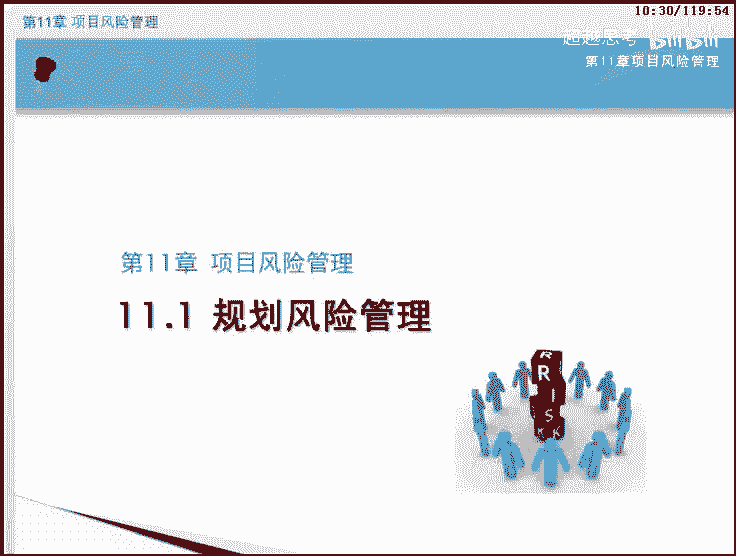 第11章 项目风险管理
10:30/119:54
超越思考 bilibili
第11章项目风险管理
第11章 项目风险管理
11.1 规划风险管理
R
R
I
S
K K